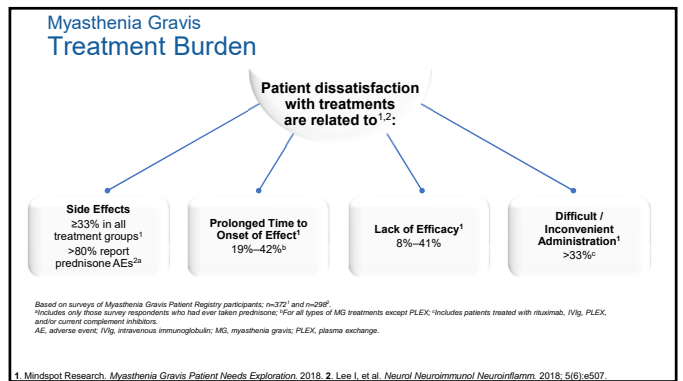 Myasthenia Gravis
Treatment Burden
Patient dissatisfaction
with treatments
are related to1,2:
Side Effects
≥33% in all
treatment groups1
>80% report
prednisone AEs2a
Prolonged Time to
Onset of Effect1
19%–42%b
Lack of Efficacy1
8%–41%
Difficult /
Inconvenient
Administration1
>33%c
Based on surveys of Myasthenia Gravis Patient Registry participants; n=3721 and n=2982.
aIncludes only those survey respondents who had ever taken prednisone; bFor all types of MG treatments except PLEX; cIncludes patients treated with rituximab, IVIg, PLEX,
and/or current complement inhibitors.
AE, adverse event; IVIg, intravenous immunoglobulin; MG, myasthenia gravis; PLEX, plasma exchange.
1. Mindspot Research. Myasthenia Gravis Patient Needs Exploration. 2018. 2. Lee I, et al. Neurol Neuroimmunol Neuroinflamm. 2018; 5(6):e507.